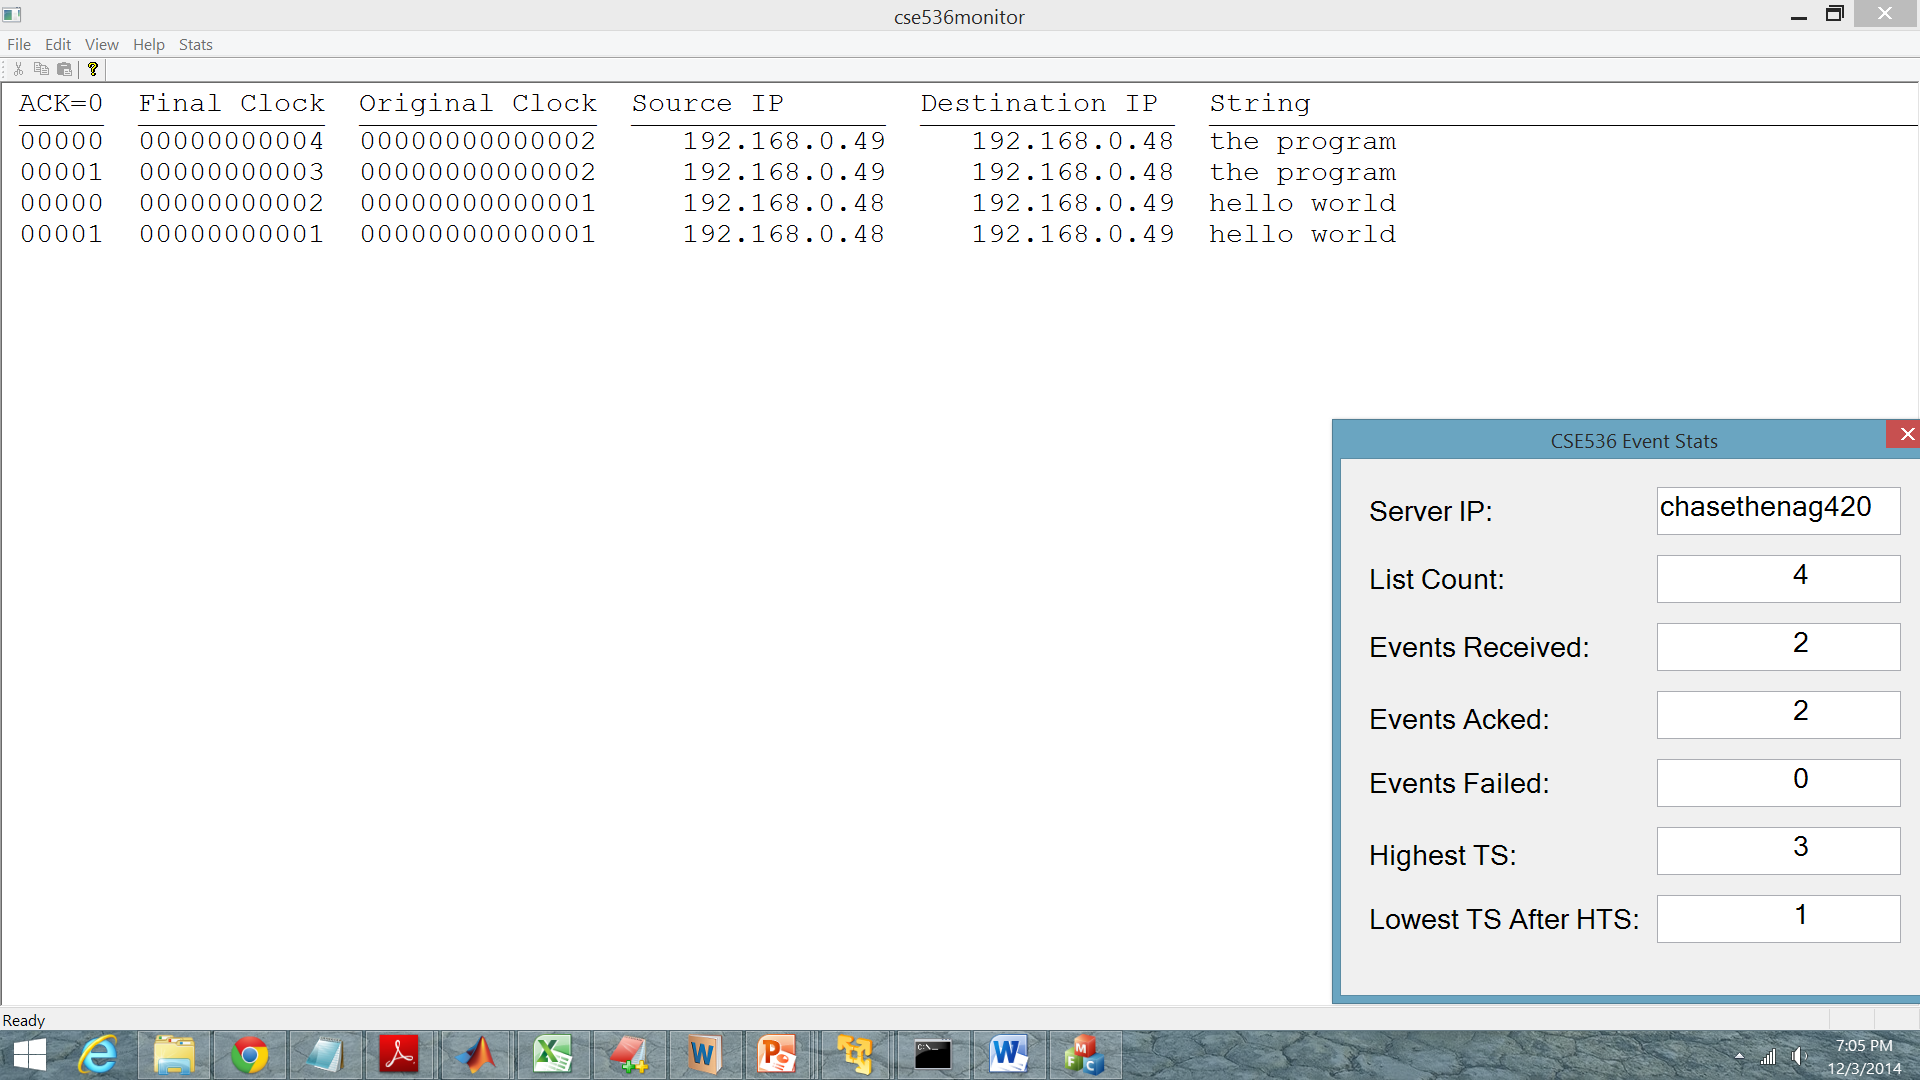 cse536monitor
File Edit View Help Stats
ACK=0 Final Clock Original Clock Source IP Destination IP String
00000 00000000004 00000000000002 192.168.0.49 192.168.0.48 the program
00001 00000000003 00000000000002 192.168.0.49 192.168.0.48 the program
00000 00000000002 00000000000001 192.168.0.48 192.168.0.49 hello world
00001 00000000001 00000000000001 192.168.0.48 192.168.0.49 hello world
CSE536 Event Stats
Server IP: chasethenag420
List Count: 4
Events Received: 2
Events Acked: 2
Events Failed: 0
Highest TS: 3
Lowest TS After HTS: 1
Ready
7:05 PM
12/3/2014